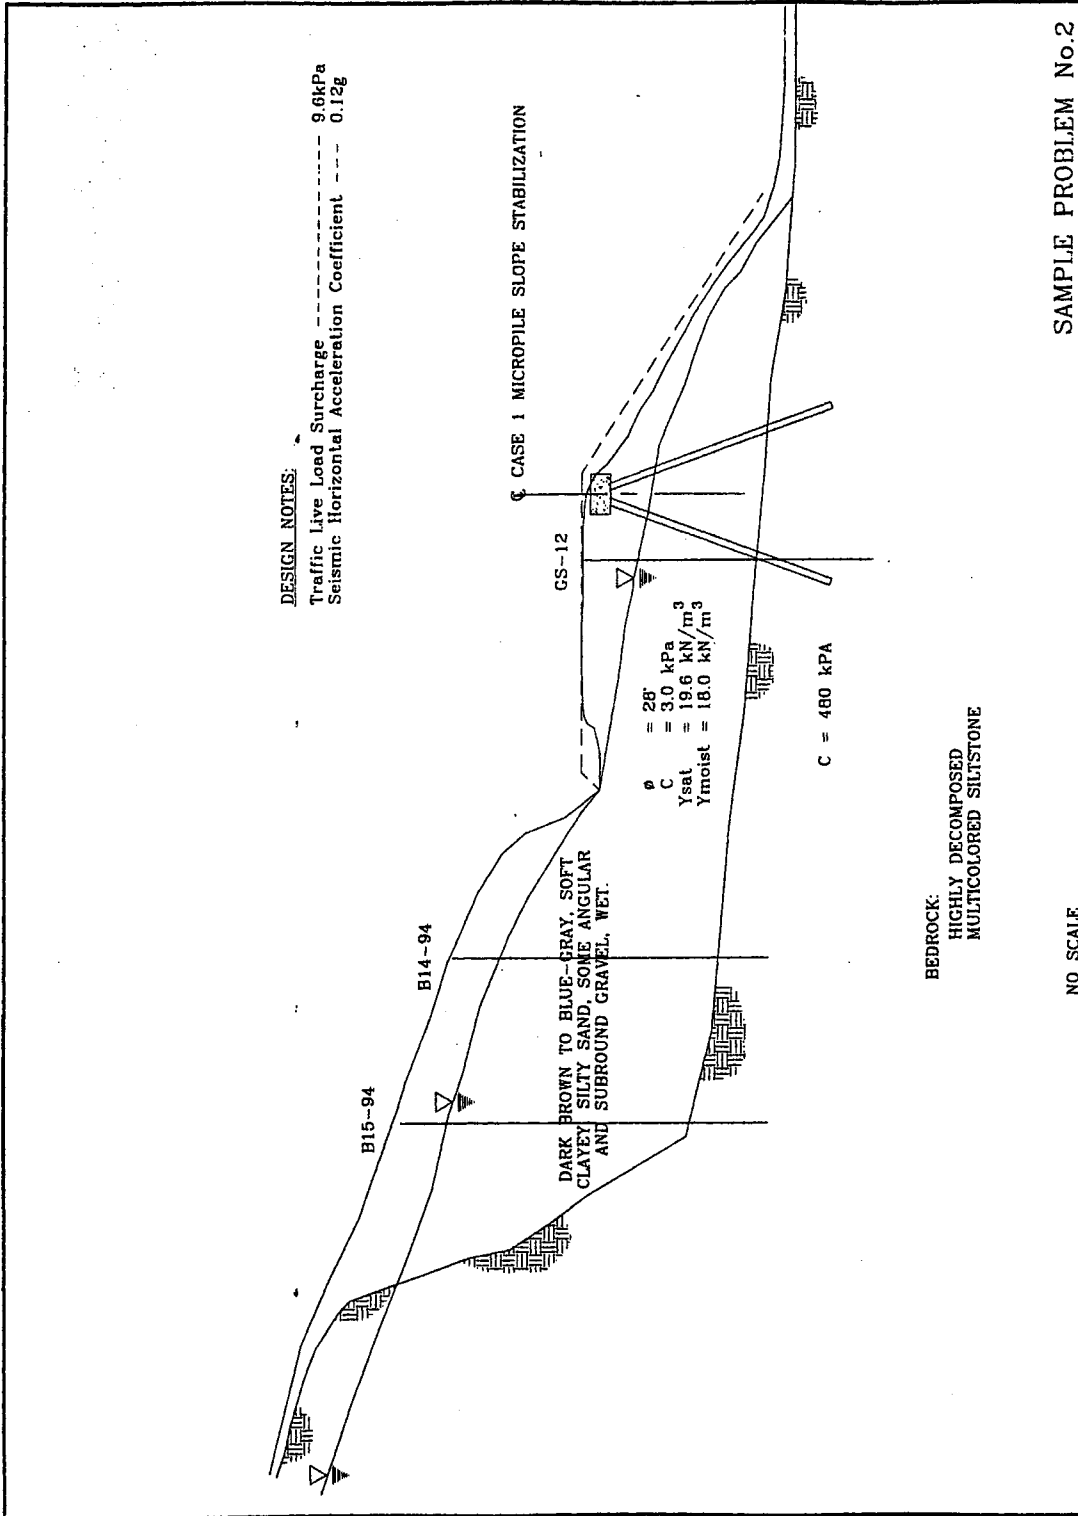 DESIGN NOTES:
Traffic Live Load Surcharge ---------------- 9.6kPa
Seismic Horizontal Acceleration Coefficient --- 0.12g
℄ CASE 1 MICROPILE SLOPE STABILIZATION
GS-12
B14-94
B15-94
ø = 28°
C = 3.0 kPa
Ysat = 19.6 kN/m³
Ymoist = 18.0 kN/m³
DARK BROWN TO BLUE-GRAY, SOFT
CLAYEY, SILTY SAND, SOME ANGULAR
AND SUBROUND GRAVEL, WET.
C = 480 kPA
BEDROCK:
HIGHLY DECOMPOSED
MULTICOLORED SILTSTONE
NO SCALE
SAMPLE PROBLEM No.2